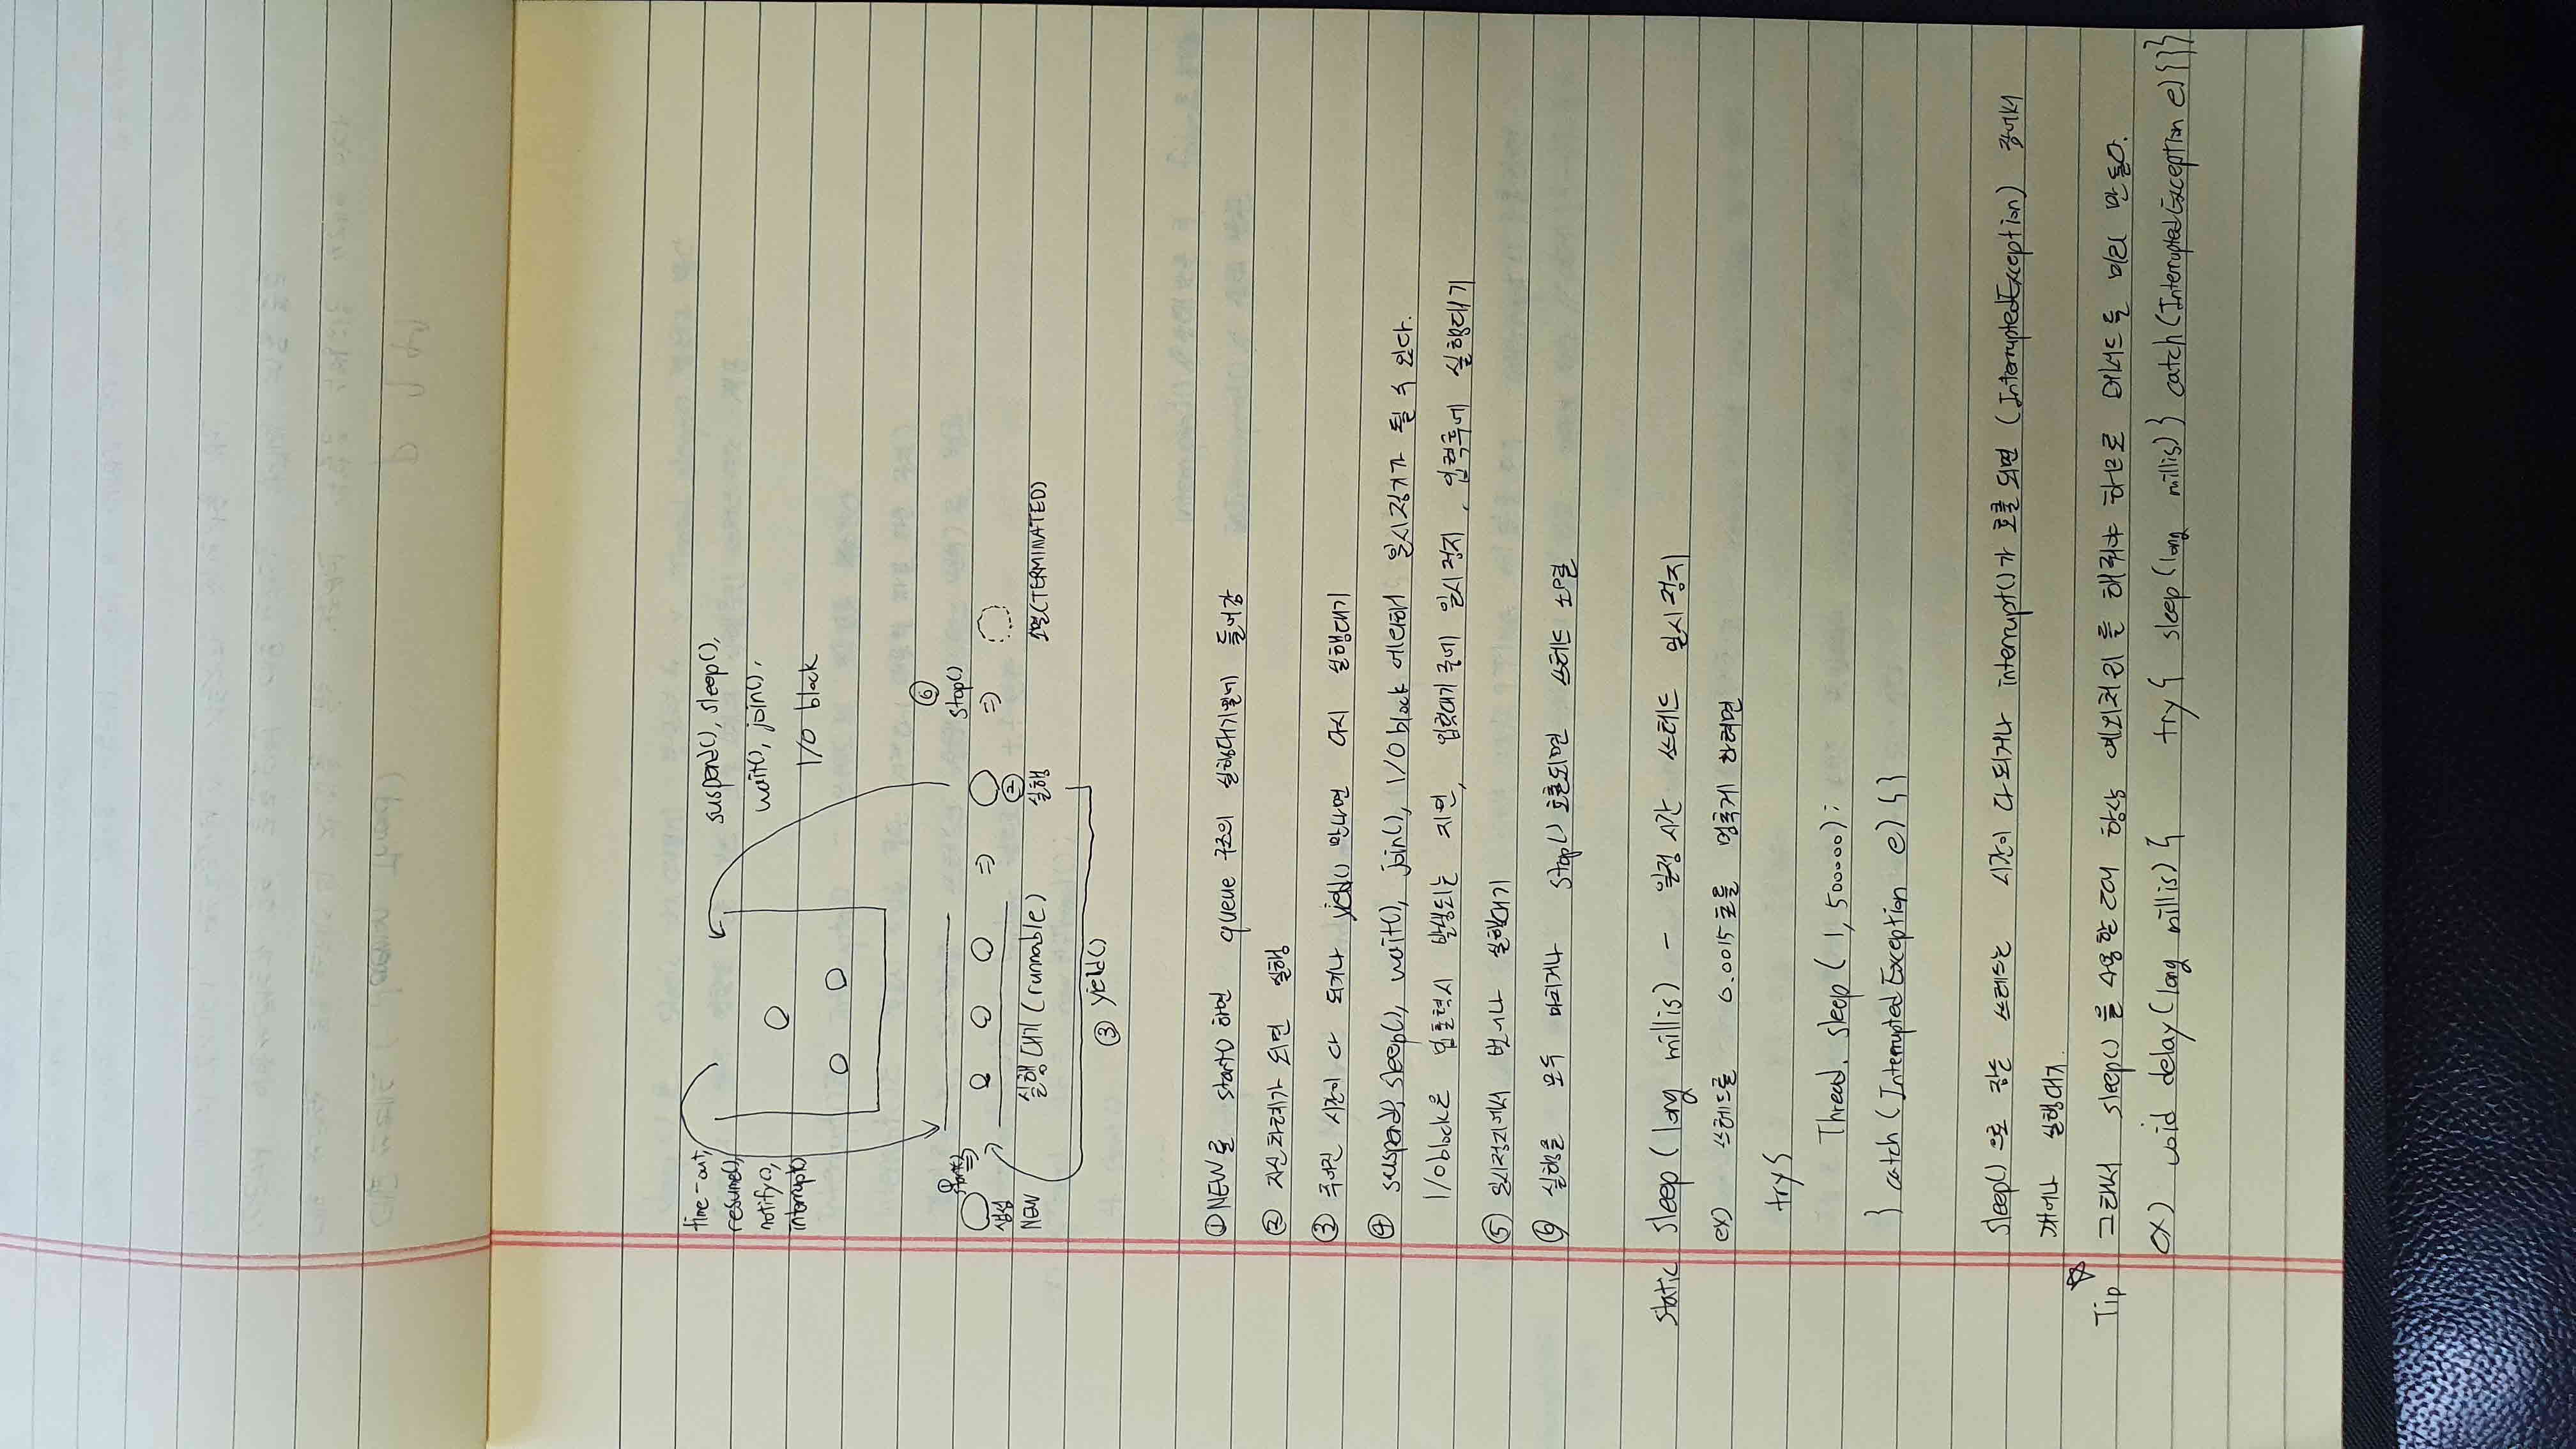 time-out,
resume(),
notify(),
interrupt()
suspend(), sleep(),
wait(), join(),
I/O block
① start()
⑥
stop()
생성
NEW
실행대기(runnable)
②
실행
소멸(TERMINATED)
③ yield()
① NEW로 start() 하면 queue 구조의 실행대기열에 들어감
② 자신차례가 되면 실행
③ 주어진 시간이 다 되거나 yield() 만나면 다시 실행대기
④ suspend, sleep(), wait(), join(), I/O block 에의해 일시정지가 될 수 있다.
I/O block은 입출력시 발생되는 지연, 입력대기 중에 일시정지, 입력후에 실행대기
⑤ 일시정지에서 벗어나 실행대기
⑥ 실행을 모두 마치거나 stop() 호출되면 쓰레드 소멸
static sleep(long millis) - 일정 시간 쓰레드 일시정지
ex) 쓰레드를 0.0015초를 멈추게 하려면
try{
Thread. sleep( 1, 500000);
} catch (InterruptedException e) {}
sleep()으로 잠든 쓰레드는 시간이 다 되거나 interrupt()가 호출 되면 (InterruptedException) 잠에서
깨어나 실행대기.
Tip 그래서 sleep()을 사용할 때 항상 예외처리를 해줘야 하므로 메서드를 미리 만들어.
ex) void delay(long millis) { try { sleep(long millis) } catch(InterruptedException e) {}}